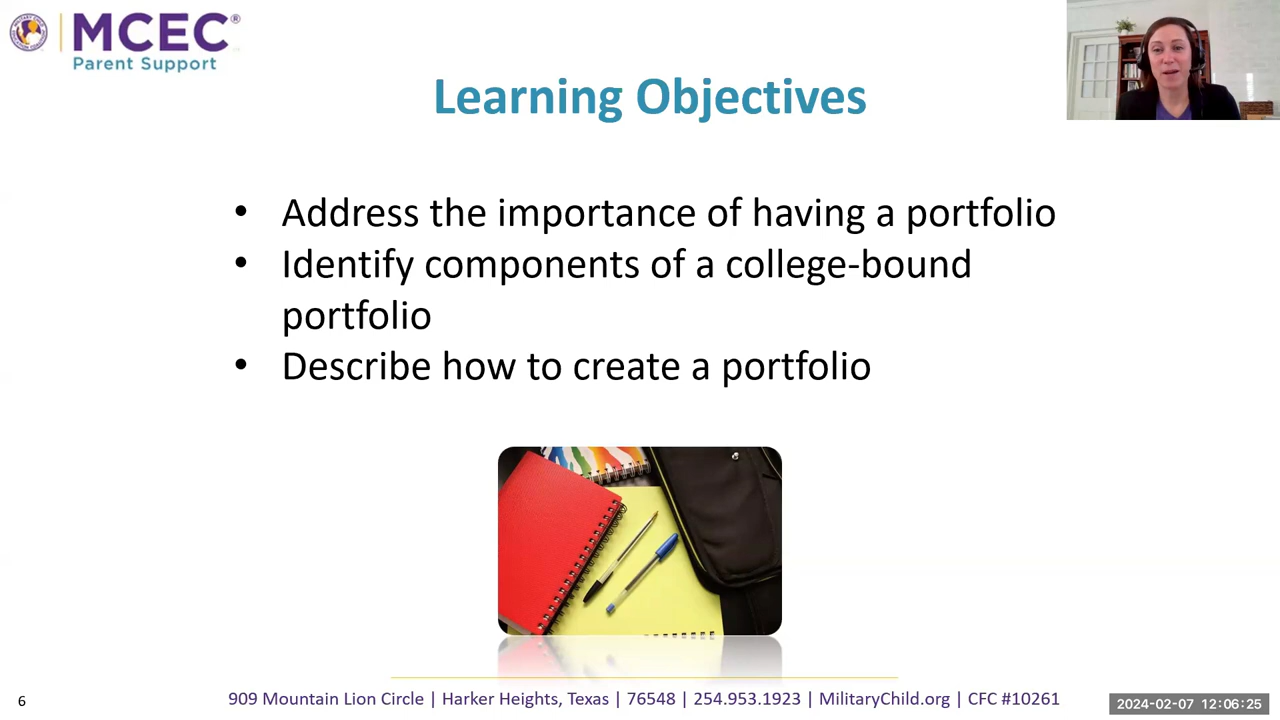 MCEC®
Parent Support
Learning Objectives
• Address the importance of having a portfolio
• Identify components of a college-bound
portfolio
• Describe how to create a portfolio
6
909 Mountain Lion Circle | Harker Heights, Texas | 76548 | 254.953.1923 | MilitaryChild.org | CFC #10261
2024-02-07 12:06:25